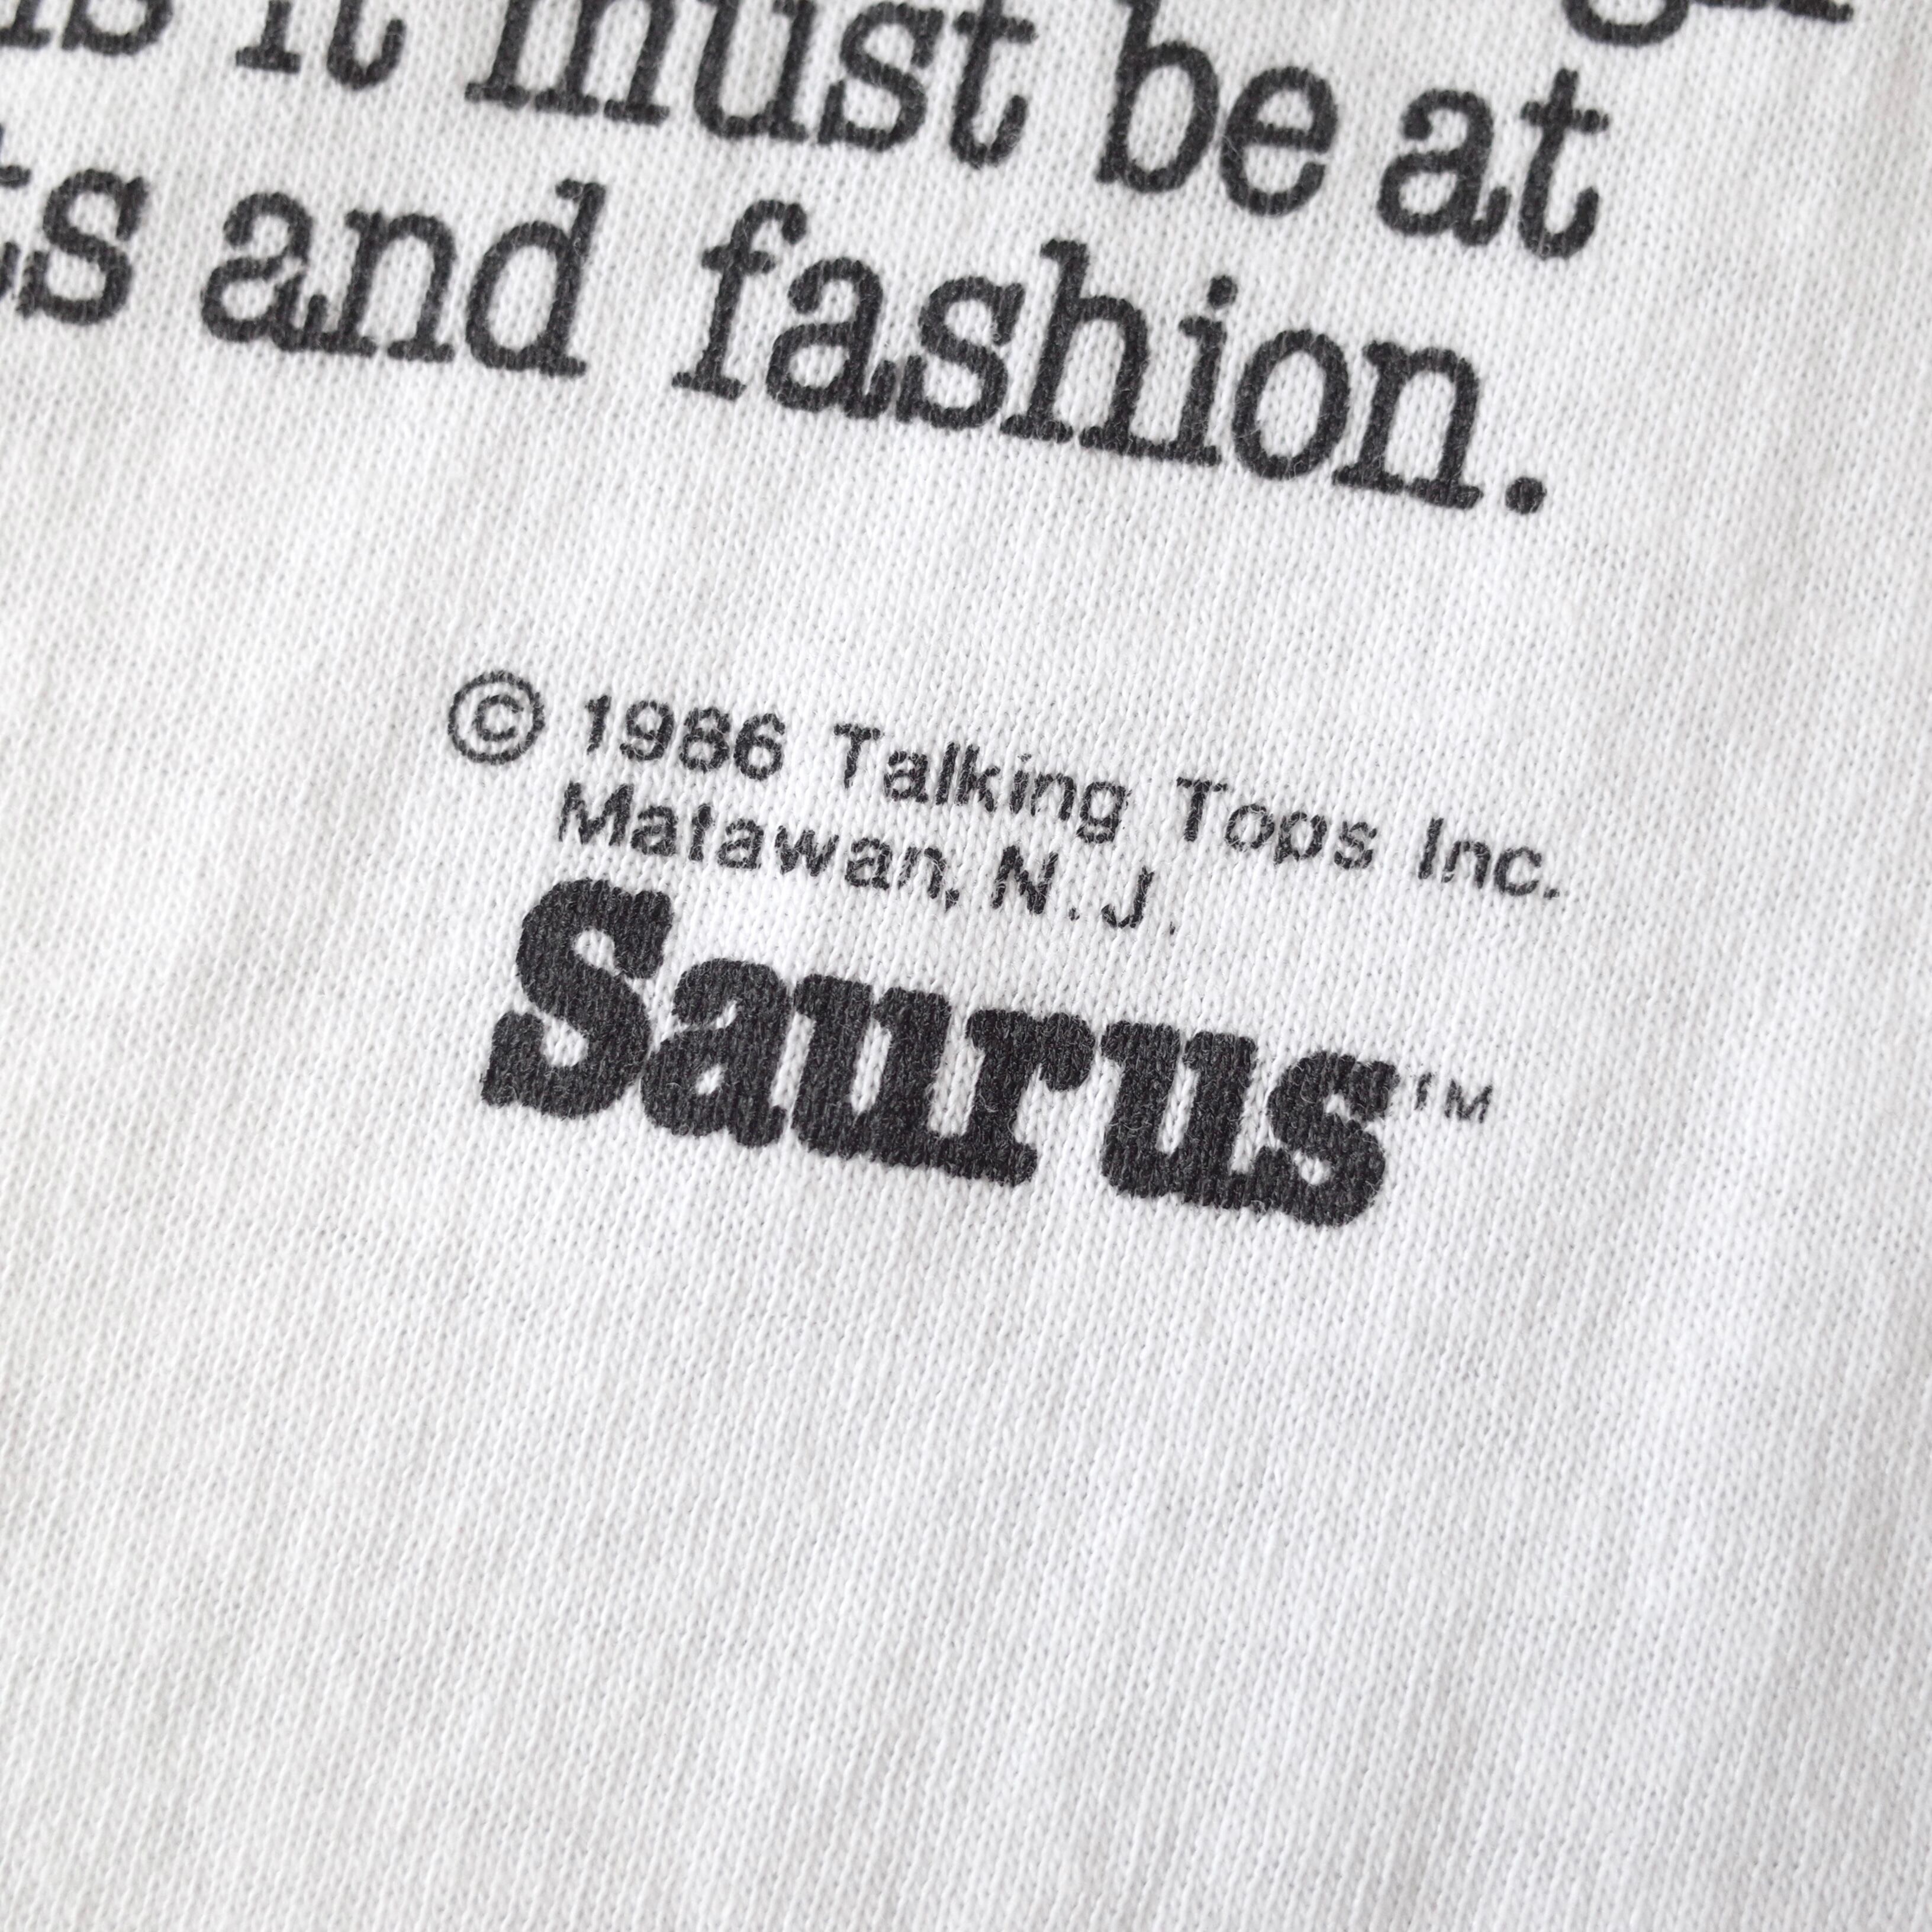 it must be at
and fashion.
© 1986 Talking Tops Inc.
Matawan, N.J.
Saurus™